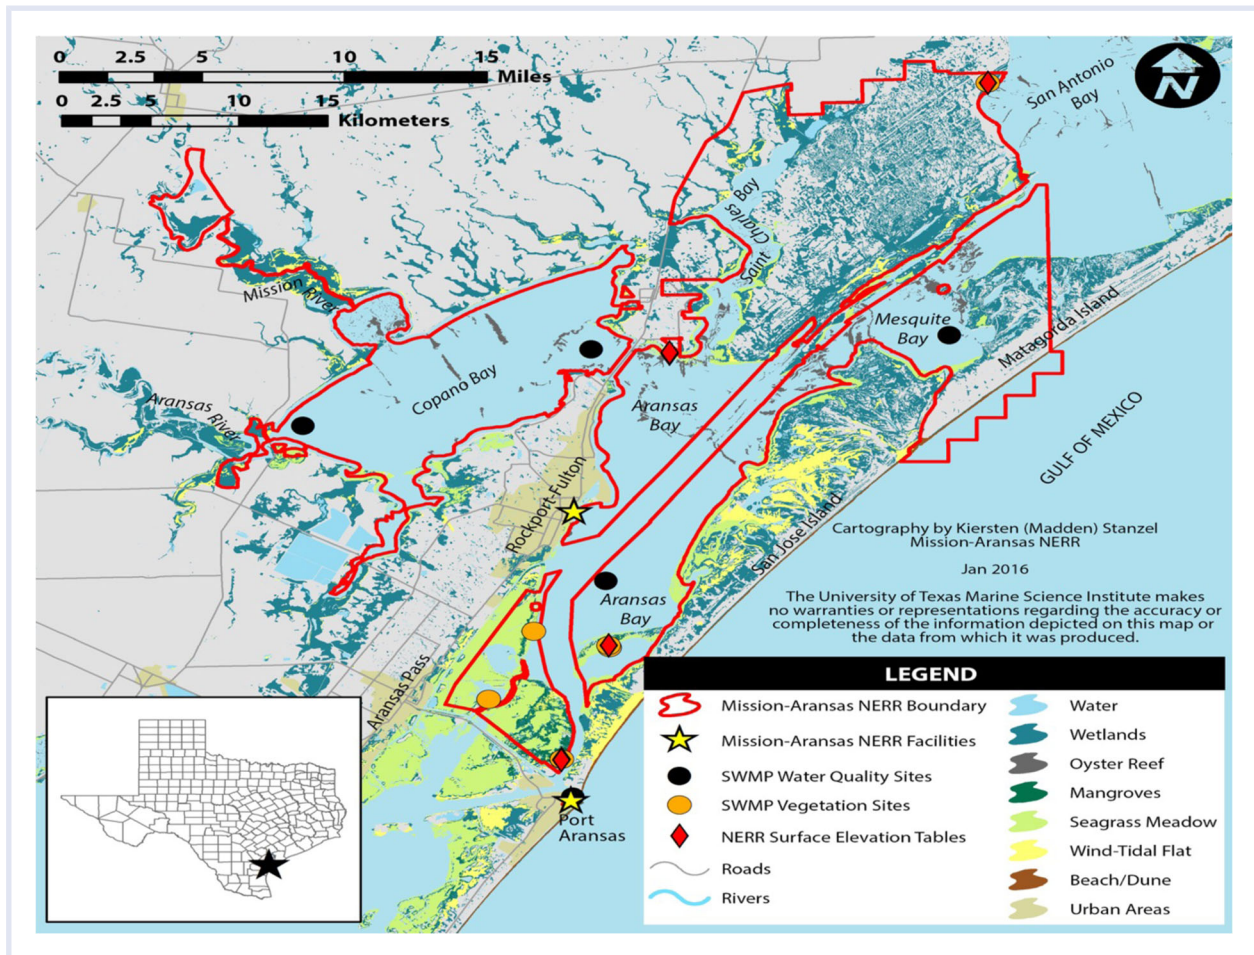 0 2.5 5 10 15
Miles
0 2.5 5 10 15
Kilometers
N
San Antonio
Bay
Saint Charles Bay
Mission River
Mesquite
Bay
Matagorda Island
Copano Bay
Aransas
River
Aransas
Bay
GULF OF MEXICO
Rockport-Fulton
San Jose Island
Cartography by Kiersten (Madden) Stanzel
Mission-Aransas NERR
Jan 2016
The University of Texas Marine Science Institute makes
no warranties or representations regarding the accuracy or
completeness of the information depicted on this map or
the data from which it was produced.
Aransas
Bay
Aransas Pass
Port
Aransas
LEGEND
Mission-Aransas NERR Boundary
Mission-Aransas NERR Facilities
SWMP Water Quality Sites
SWMP Vegetation Sites
NERR Surface Elevation Tables
Roads
Rivers
Water
Wetlands
Oyster Reef
Mangroves
Seagrass Meadow
Wind-Tidal Flat
Beach/Dune
Urban Areas